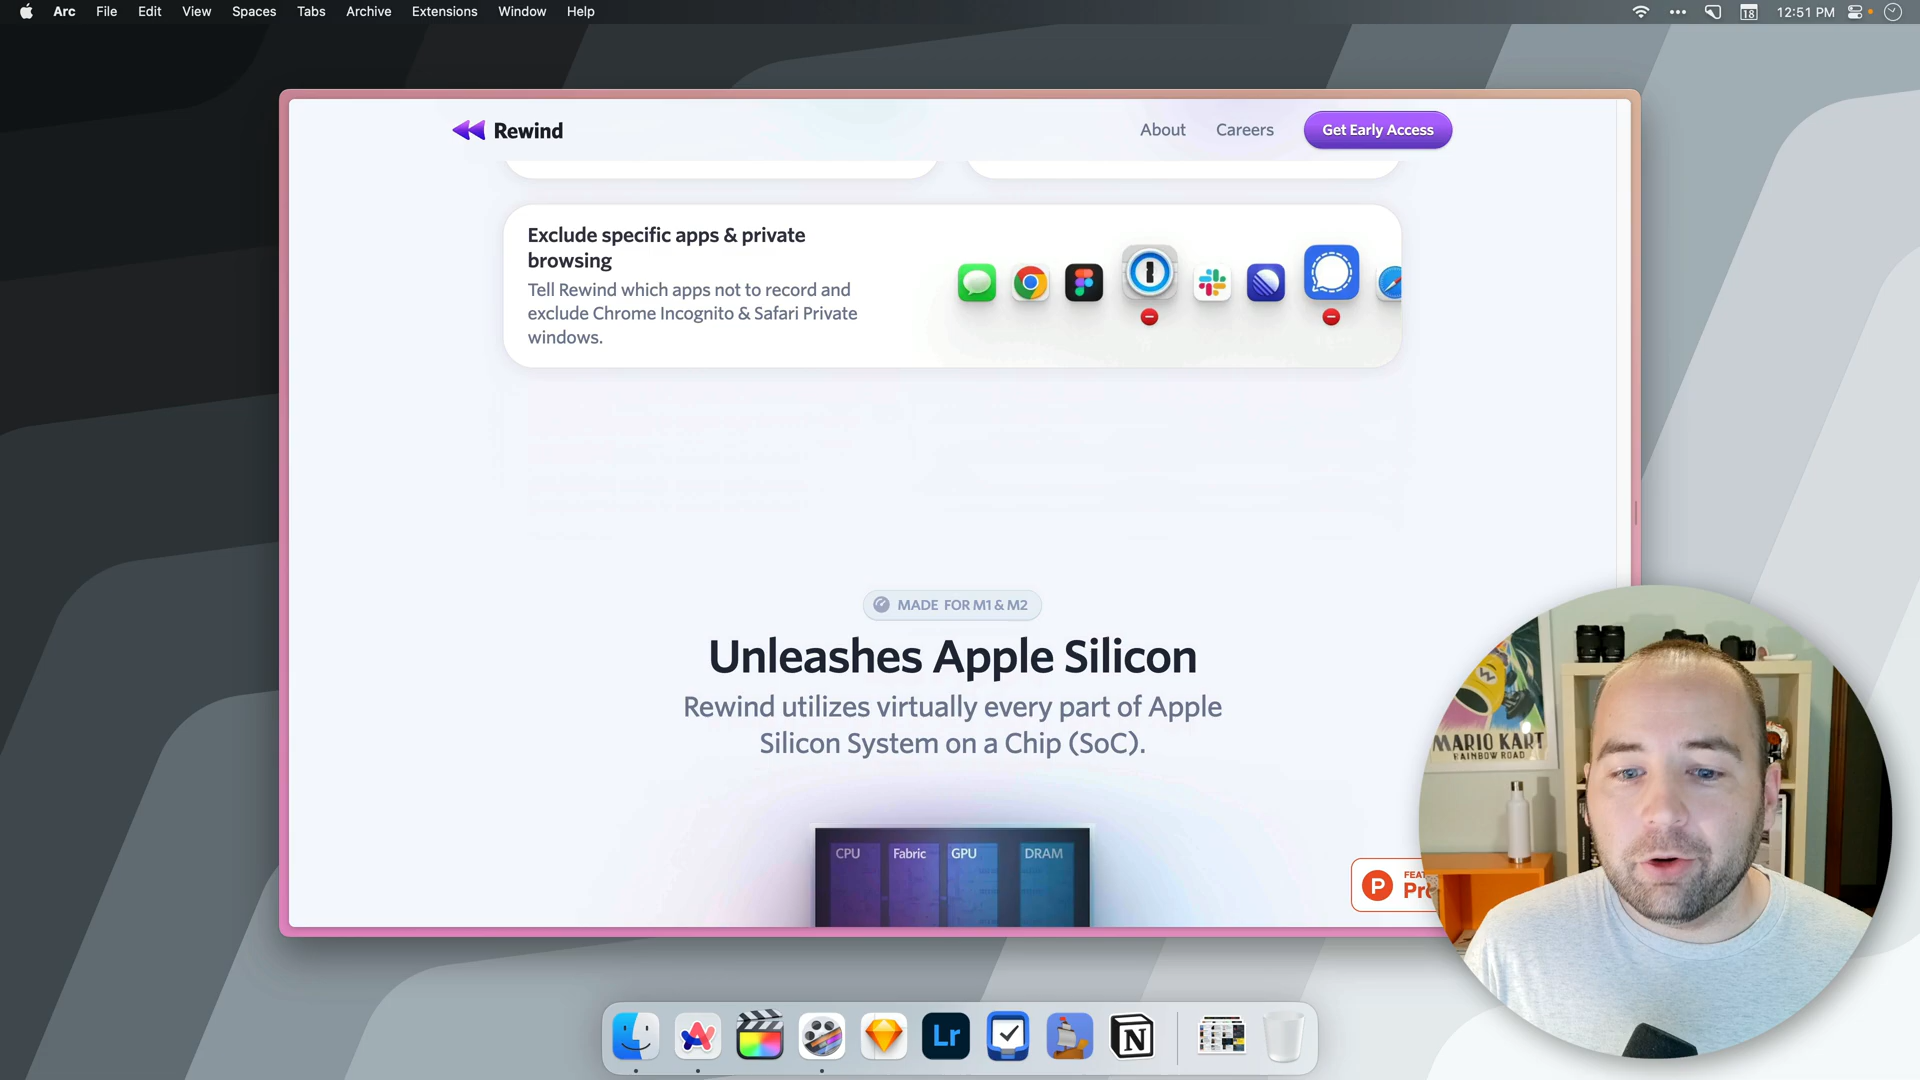 Arc File Edit View Spaces Tabs Archive Extensions Window Help
18 12:51 PM
Rewind
About Careers Get Early Access
Exclude specific apps & private
browsing
Tell Rewind which apps not to record and
exclude Chrome Incognito & Safari Private
windows.
MADE FOR M1 & M2
Unleashes Apple Silicon
Rewind utilizes virtually every part of Apple
Silicon System on a Chip (SoC).
CPU Fabric GPU DRAM
P
MARIO KART
RAINBOW ROAD
Lr
N